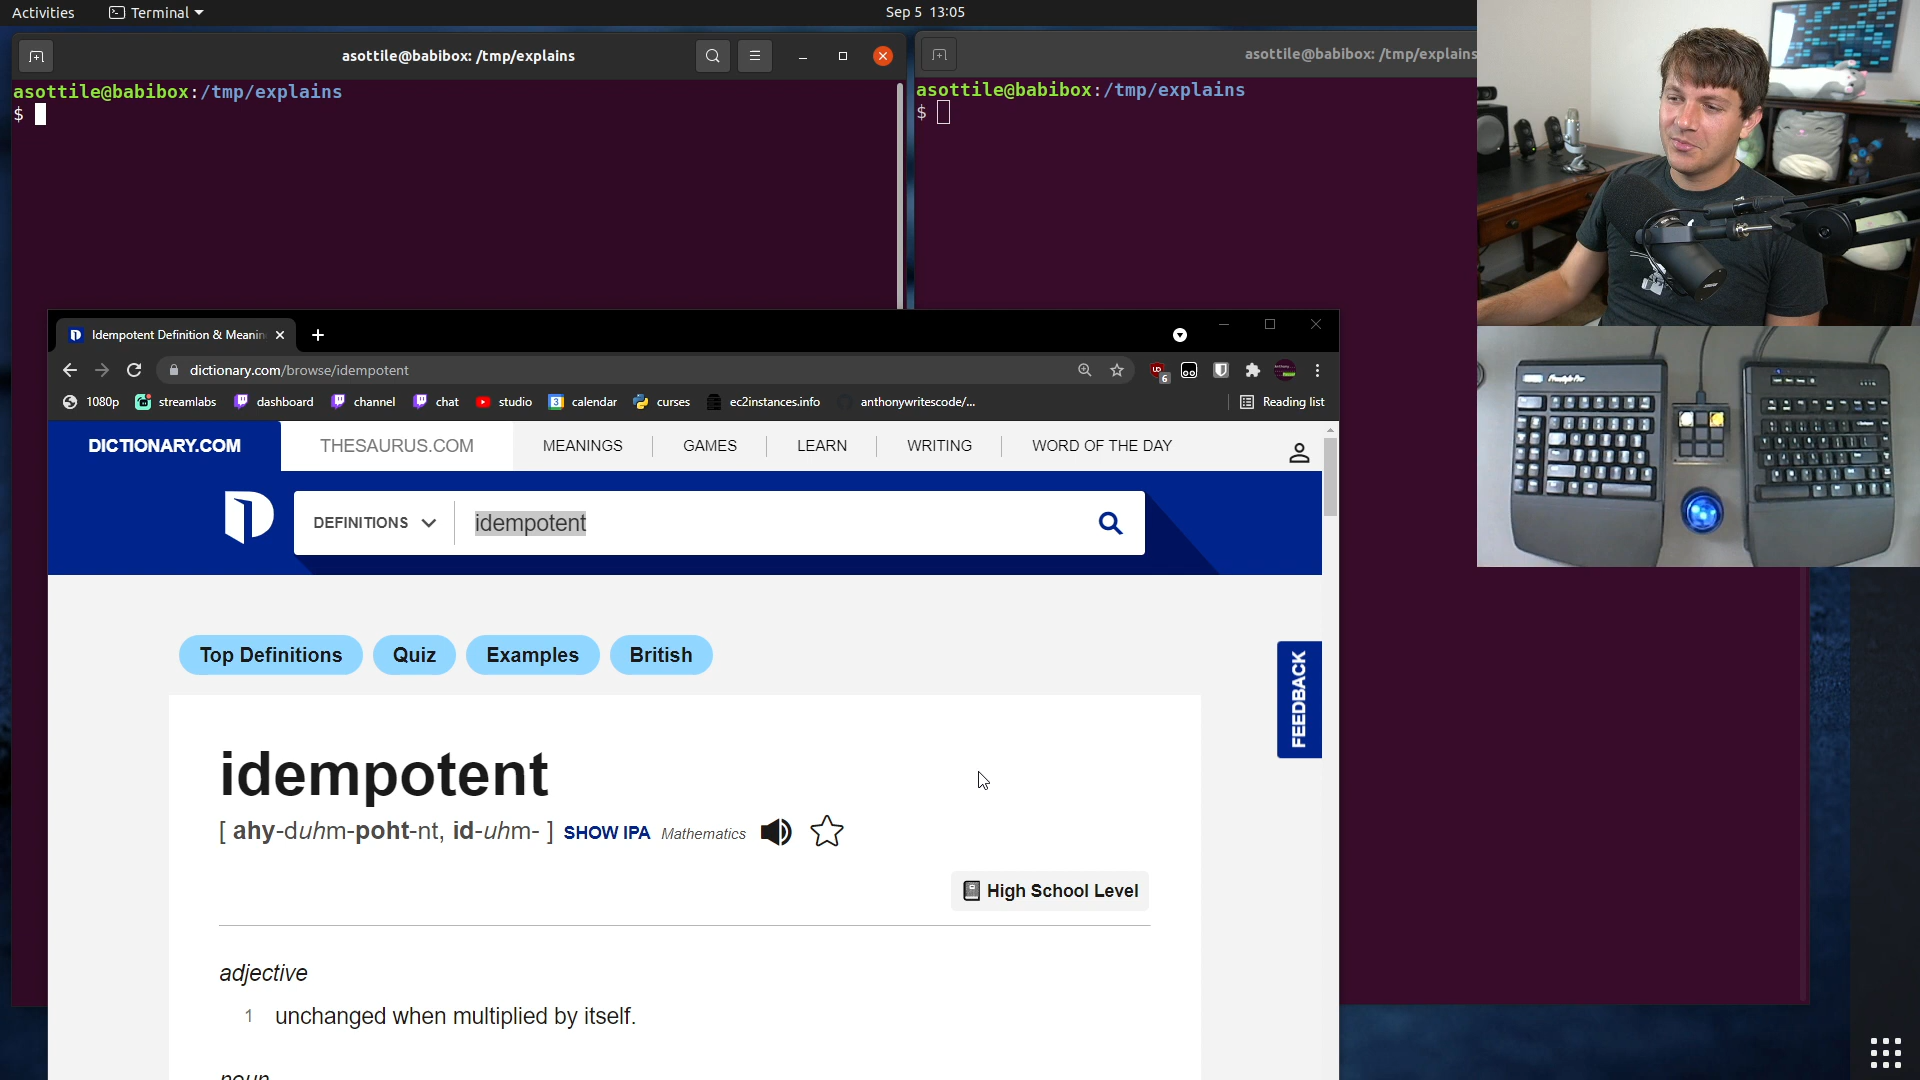 Activities
Terminal
Sep 5 13:05
asottile@babibox: /tmp/explains
asottile@babibox: /tmp/explains
asottile@babibox:/tmp/explains
$
asottile@babibox:/tmp/explains
$
Idempotent Definition & Meanin
dictionary.com/browse/idempotent
6
1080p
streamlabs
dashboard
channel
chat
studio
calendar
curses
ec2instances.info
anthonywritescode/...
Reading list
DICTIONARY.COM
THESAURUS.COM
MEANINGS
GAMES
LEARN
WRITING
WORD OF THE DAY
DEFINITIONS
idempotent
Top Definitions
Quiz
Examples
British
FEEDBACK
idempotent
[ ahy-duhm-poht-nt, id-uhm- ] SHOW IPA Mathematics
High School Level
adjective
1 unchanged when multiplied by itself.
noun